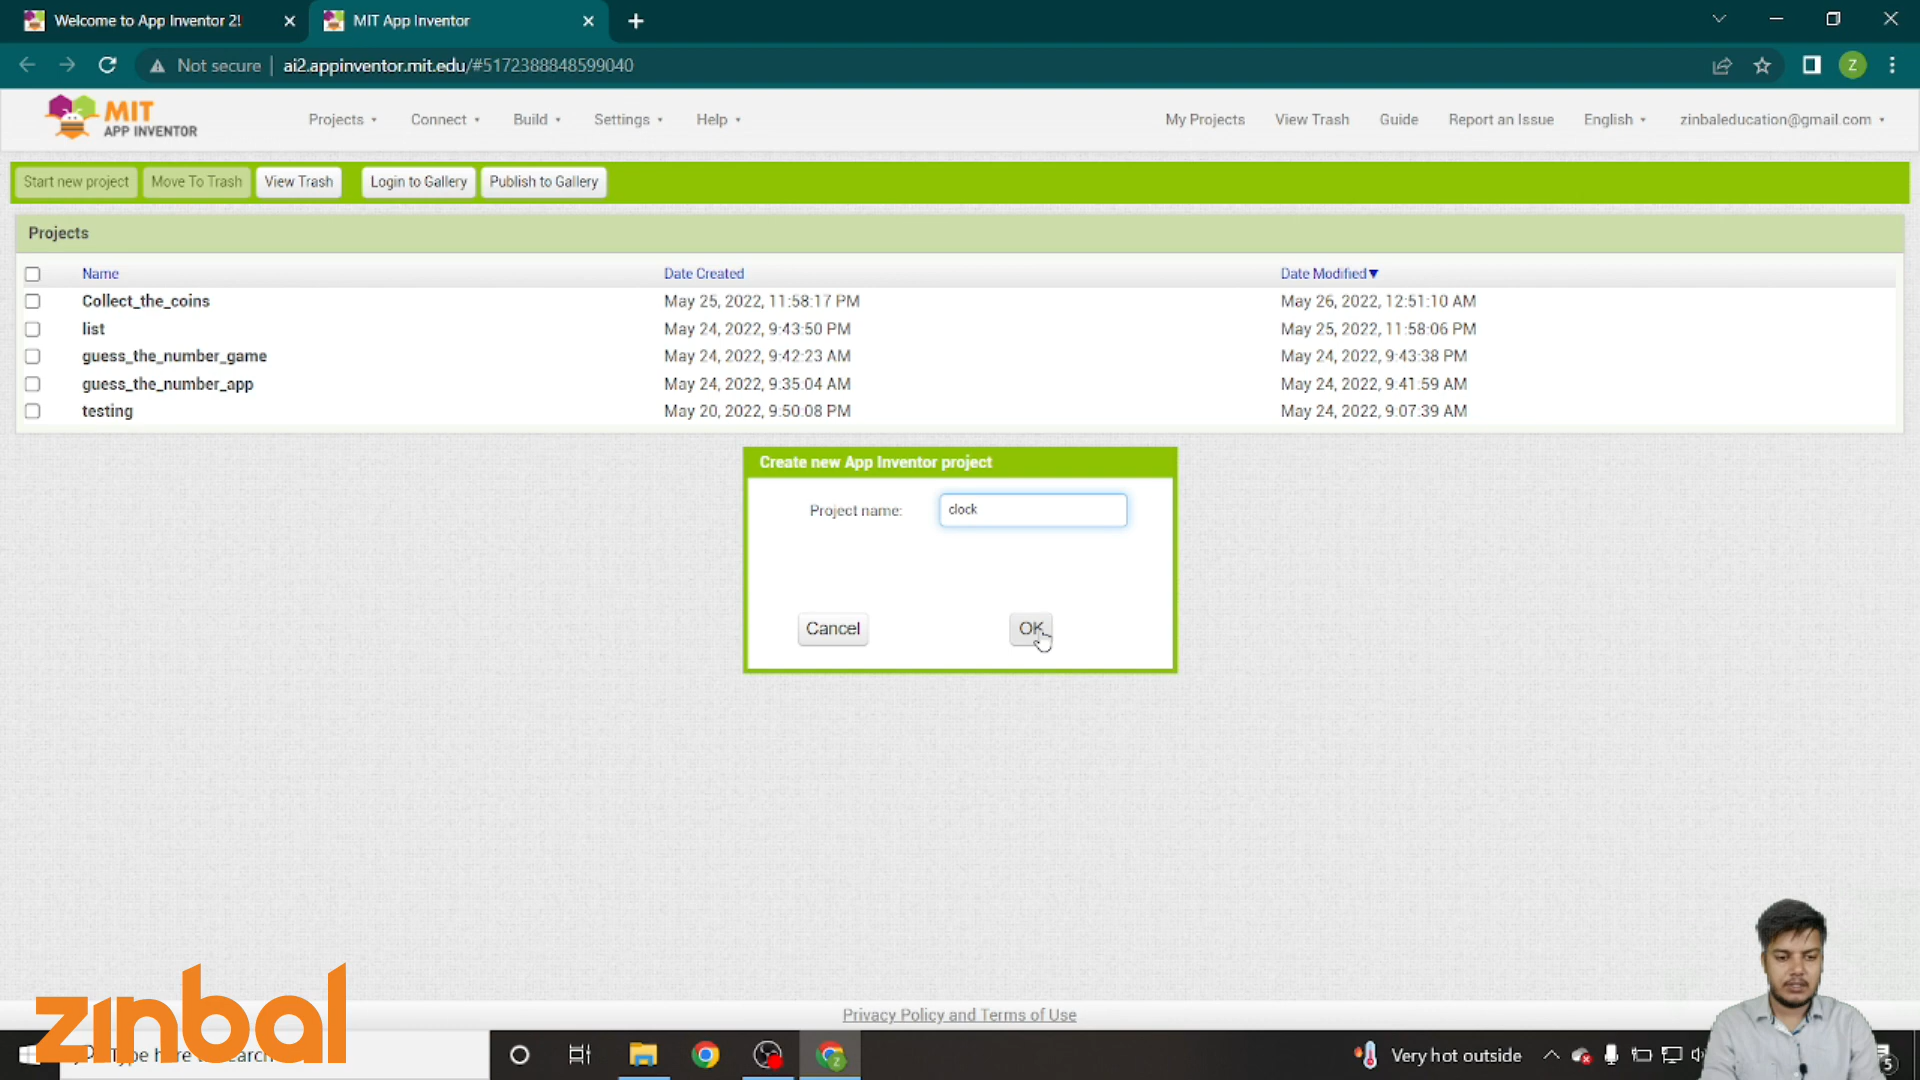 Welcome to App Inventor 2!
MIT App Inventor
Not secure
ai2.appinventor.mit.edu/#5172388848599040
Z
MIT
APP INVENTOR
Projects
Connect
Build
Settings
Help
My Projects
View Trash
Guide
Report an Issue
English
zinbaleducation@gmail.com
Start new project
Move To Trash
View Trash
Login to Gallery
Publish to Gallery
Projects
Name
Date Created
Date Modified▼
Collect_the_coins
May 25, 2022, 11:58:17 PM
May 26, 2022, 12:51:10 AM
list
May 24, 2022, 9:43:50 PM
May 25, 2022, 11:58:06 PM
guess_the_number_game
May 24, 2022, 9:42:23 AM
May 24, 2022, 9:43:38 PM
guess_the_number_app
May 24, 2022, 9:35:04 AM
May 24, 2022, 9:41:59 AM
testing
May 20, 2022, 9:50:08 PM
May 24, 2022, 9:07:39 AM
Create new App Inventor project
Project name:
clock
Cancel
OK
zinbal
Privacy Policy and Terms of Use
Type here
Very hot outside
5